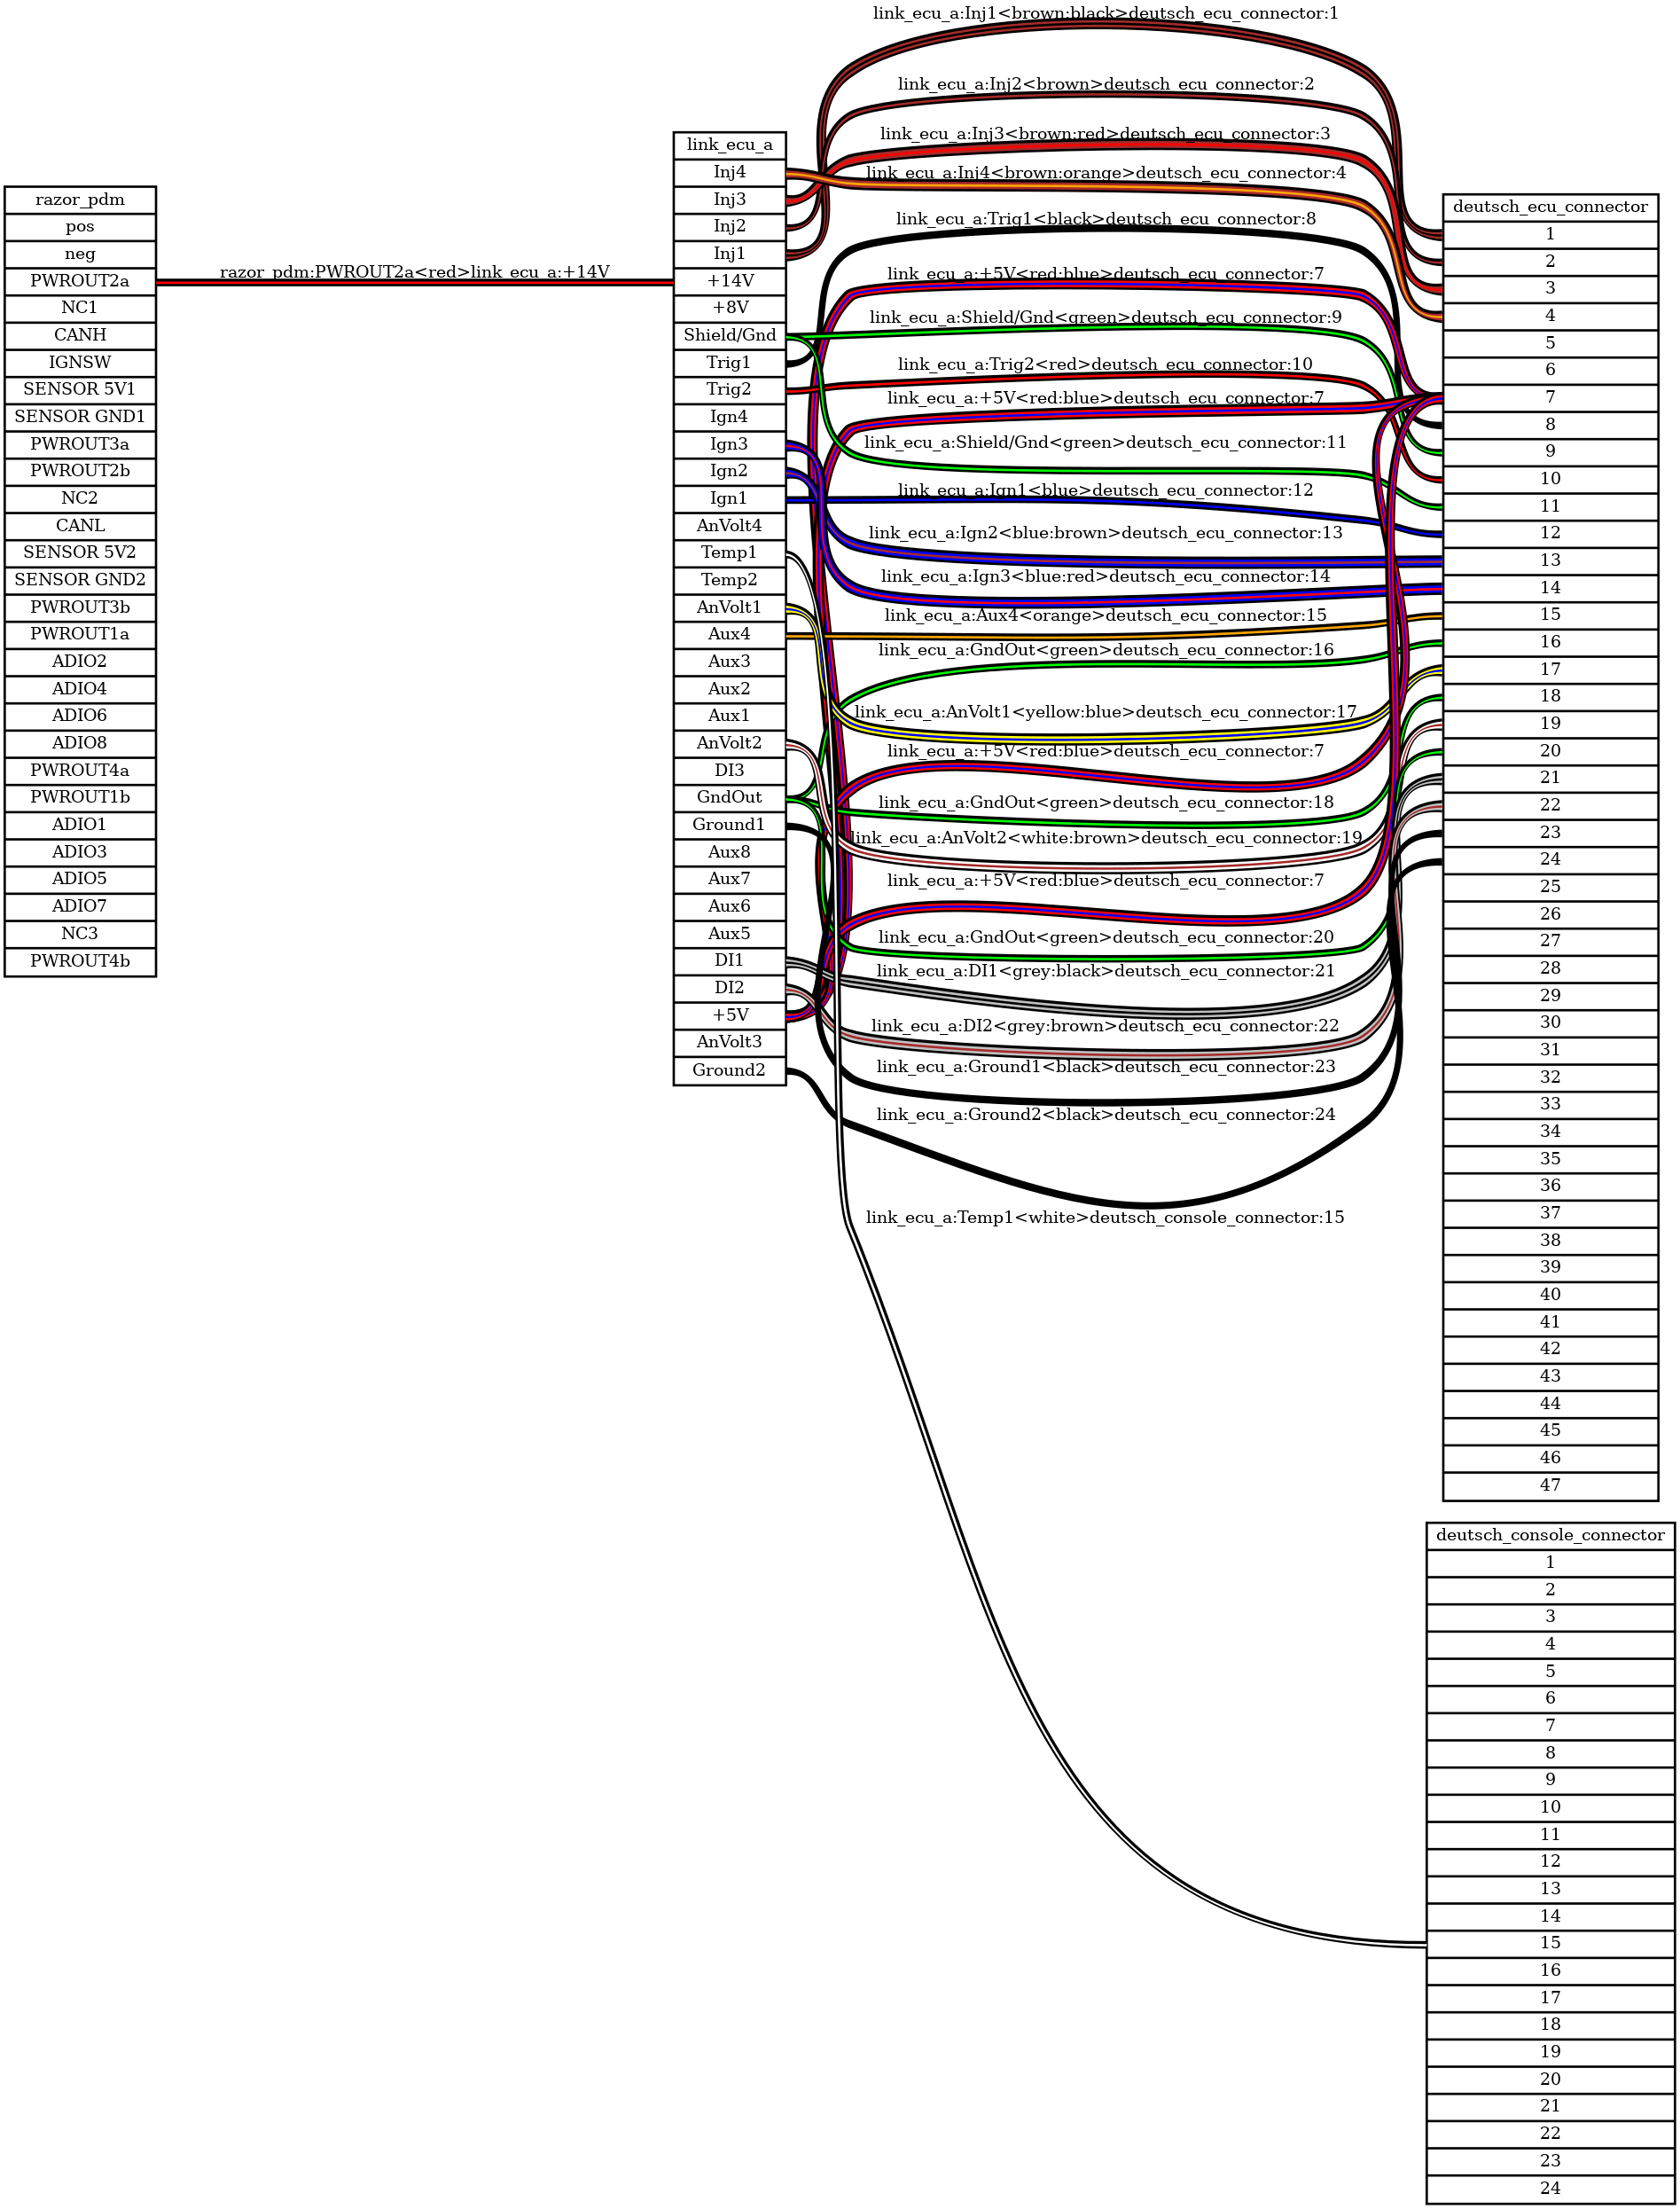 razor_pdm
pos
neg
PWROUT2a
NC1
CANH
IGNSW
SENSOR 5V1
SENSOR GND1
PWROUT3a
PWROUT2b
NC2
CANL
SENSOR 5V2
SENSOR GND2
PWROUT3b
PWROUT1a
ADIO2
ADIO4
ADIO6
ADIO8
PWROUT4a
PWROUT1b
ADIO1
ADIO3
ADIO5
ADIO7
NC3
PWROUT4b
razor_pdm:PWROUT2a<red>link_ecu_a:+14V
link_ecu_a
Inj4
Inj3
Inj2
Inj1
+14V
+8V
Shield/Gnd
Trig1
Trig2
Ign4
Ign3
Ign2
Ign1
AnVolt4
Temp1
Temp2
AnVolt1
Aux4
Aux3
Aux2
Aux1
AnVolt2
DI3
GndOut
Ground1
Aux8
Aux7
Aux6
Aux5
DI1
DI2
+5V
AnVolt3
Ground2
link_ecu_a:Inj1<brown:black>deutsch_ecu_connector:1
link_ecu_a:Inj2<brown>deutsch_ecu_connector:2
link_ecu_a:Inj3<brown:red>deutsch_ecu_connector:3
link_ecu_a:Inj4<brown:orange>deutsch_ecu_connector:4
link_ecu_a:Trig1<black>deutsch_ecu_connector:8
link_ecu_a:+5V<red:blue>deutsch_ecu_connector:7
link_ecu_a:Shield/Gnd<green>deutsch_ecu_connector:9
link_ecu_a:Trig2<red>deutsch_ecu_connector:10
link_ecu_a:+5V<red:blue>deutsch_ecu_connector:7
link_ecu_a:Shield/Gnd<green>deutsch_ecu_connector:11
link_ecu_a:Ign1<blue>deutsch_ecu_connector:12
link_ecu_a:Ign2<blue:brown>deutsch_ecu_connector:13
link_ecu_a:Ign3<blue:red>deutsch_ecu_connector:14
link_ecu_a:Aux4<orange>deutsch_ecu_connector:15
link_ecu_a:GndOut<green>deutsch_ecu_connector:16
link_ecu_a:AnVolt1<yellow:blue>deutsch_ecu_connector:17
link_ecu_a:+5V<red:blue>deutsch_ecu_connector:7
link_ecu_a:GndOut<green>deutsch_ecu_connector:18
link_ecu_a:AnVolt2<white:brown>deutsch_ecu_connector:19
link_ecu_a:+5V<red:blue>deutsch_ecu_connector:7
link_ecu_a:GndOut<green>deutsch_ecu_connector:20
link_ecu_a:DI1<grey:black>deutsch_ecu_connector:21
link_ecu_a:DI2<grey:brown>deutsch_ecu_connector:22
link_ecu_a:Ground1<black>deutsch_ecu_connector:23
link_ecu_a:Ground2<black>deutsch_ecu_connector:24
link_ecu_a:Temp1<white>deutsch_console_connector:15
deutsch_ecu_connector
1
2
3
4
5
6
7
8
9
10
11
12
13
14
15
16
17
18
19
20
21
22
23
24
25
26
27
28
29
30
31
32
33
34
35
36
37
38
39
40
41
42
43
44
45
46
47
deutsch_console_connector
1
2
3
4
5
6
7
8
9
10
11
12
13
14
15
16
17
18
19
20
21
22
23
24